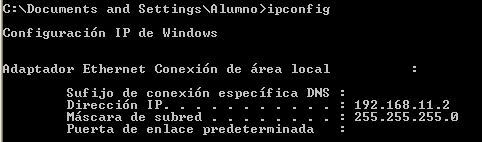 C:\Documents and Settings\Alumno>ipconfig
Configuración IP de Windows
Adaptador Ethernet Conexión de área local          :
Sufijo de conexión específica DNS :
Dirección IP. . . . . . . . . . . : 192.168.11.2
Máscara de subred . . . . . . . . : 255.255.255.0
Puerta de enlace predeterminada   :